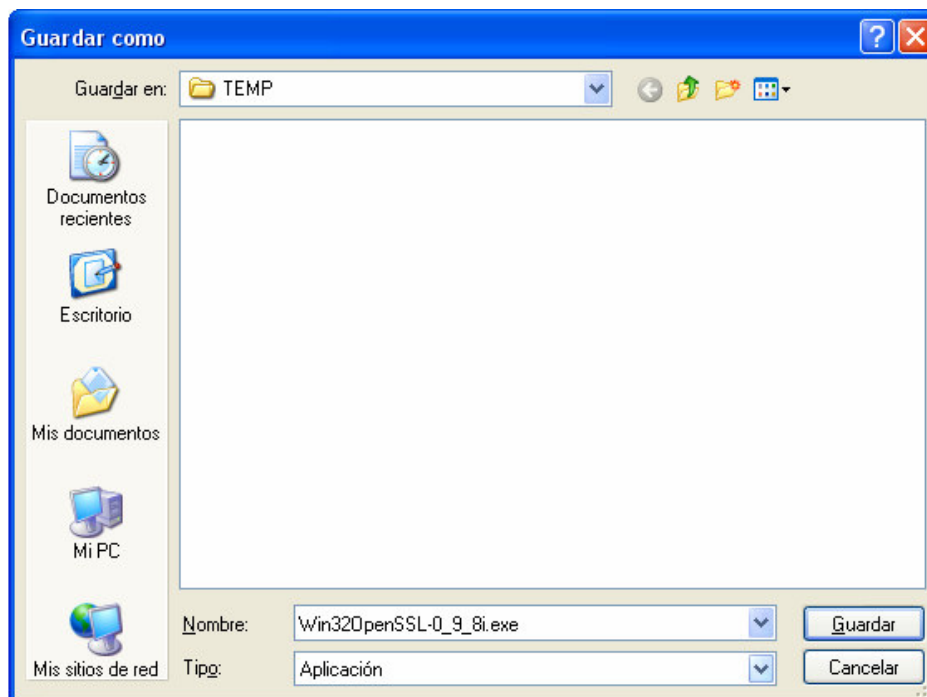 Guardar como
Guardar en:
TEMP
Documentos
recientes
Escritorio
Mis documentos
Mi PC
Mis sitios de red
Nombre:
Win32OpenSSL-0_9_8i.exe
Guardar
Tipo:
Aplicación
Cancelar